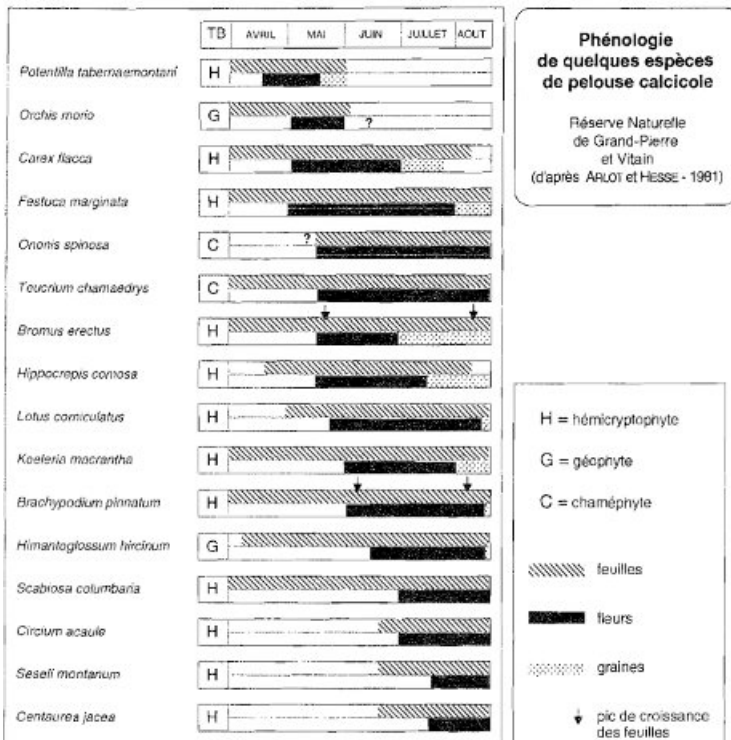 TB AVRIL MAI JUIN JUILLET AOUT
Potentilla tabernaemontani H
Orchis morio G ?
Carex flacca H
Festuca marginata H
Ononis spinosa C ?
Teucrium chamaedrys C
Bromus erectus H
Hippocrepis comosa H
Lotus corniculatus H
Koeleria macrantha H
Brachypodium pinnatum H
Himantoglossum hircinum G
Scabiosa columbaria H
Circium acaule H
Seseli montanum H
Centaurea jacea H
Phénologie
de quelques espèces
de pelouse calcicole
Réserve Naturelle
de Grand-Pierre
et Vitain
(d'après ARLOT et HESSE - 1981)
H = hémicryptophyte
G = géophyte
C = chaméphyte
feuilles
fleurs
graines
pic de croissance
des feuilles